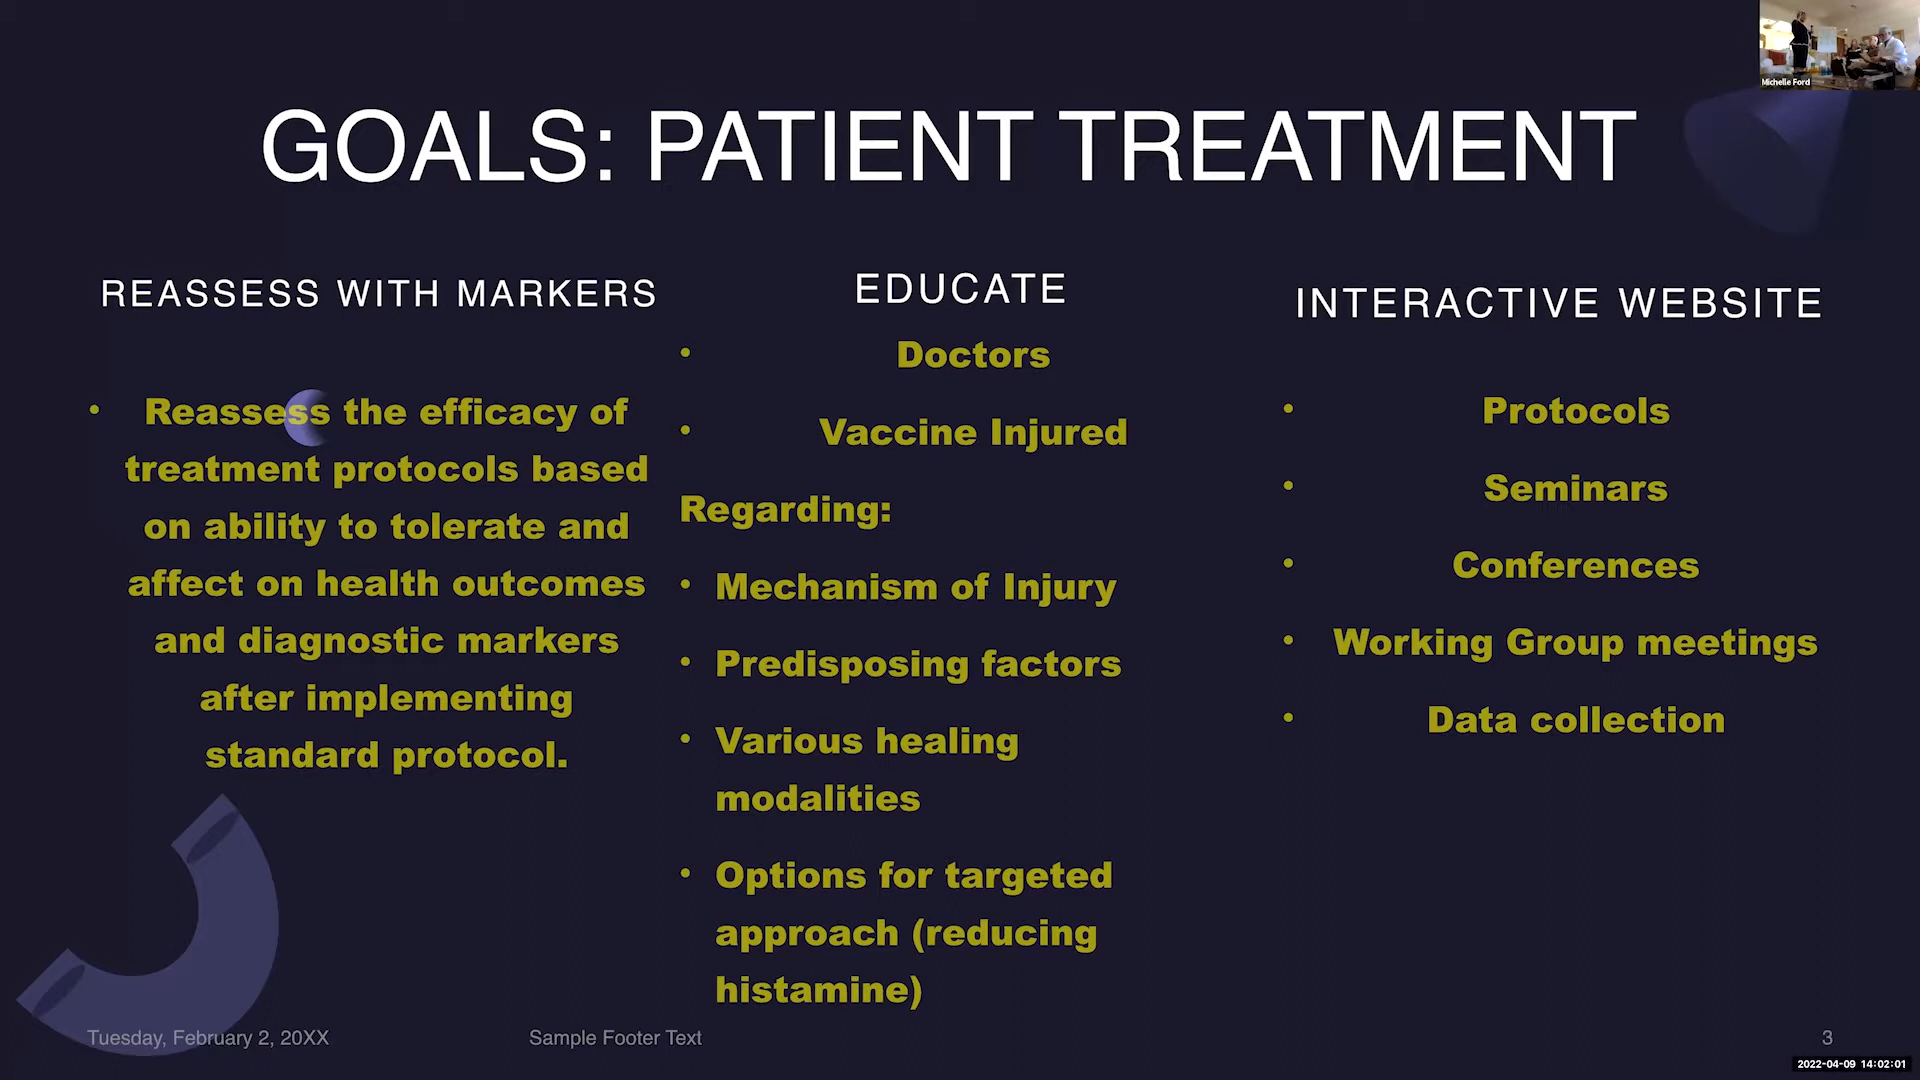 Michelle Ford
GOALS: PATIENT TREATMENT
REASSESS WITH MARKERS
• Reassess the efficacy of
treatment protocols based
on ability to tolerate and
affect on health outcomes
and diagnostic markers
after implementing
standard protocol.
EDUCATE
• Doctors
• Vaccine Injured
Regarding:
• Mechanism of Injury
• Predisposing factors
• Various healing
modalities
• Options for targeted
approach (reducing
histamine)
INTERACTIVE WEBSITE
• Protocols
• Seminars
• Conferences
• Working Group meetings
• Data collection
Tuesday, February 2, 20XX
Sample Footer Text
3
2022-04-09 14:02:01